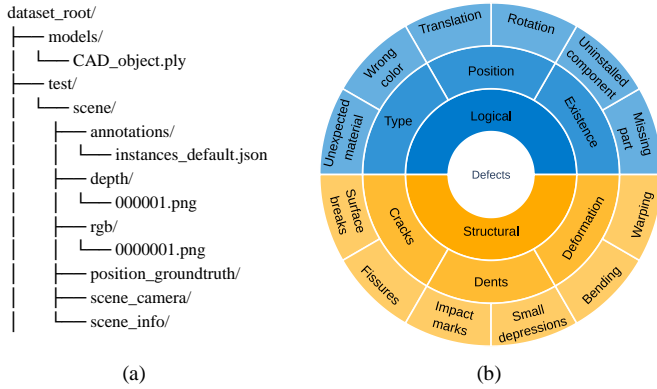 dataset_root/
models/
CAD_object.ply
test/
scene/
annotations/
instances_default.json
depth/
000001.png
rgb/
0000001.png
position_groundtruth/
scene_camera/
scene_info/
(a)
Translation
Rotation
Wrong
color
Uninstalled
component
Unexpected
material
Missing
part
Position
Type
Existence
Logical
Defects
Structural
Cracks
Dents
Deformation
Surface
breaks
Fissures
Impact
marks
Small
depressions
Bending
Warping
(b)